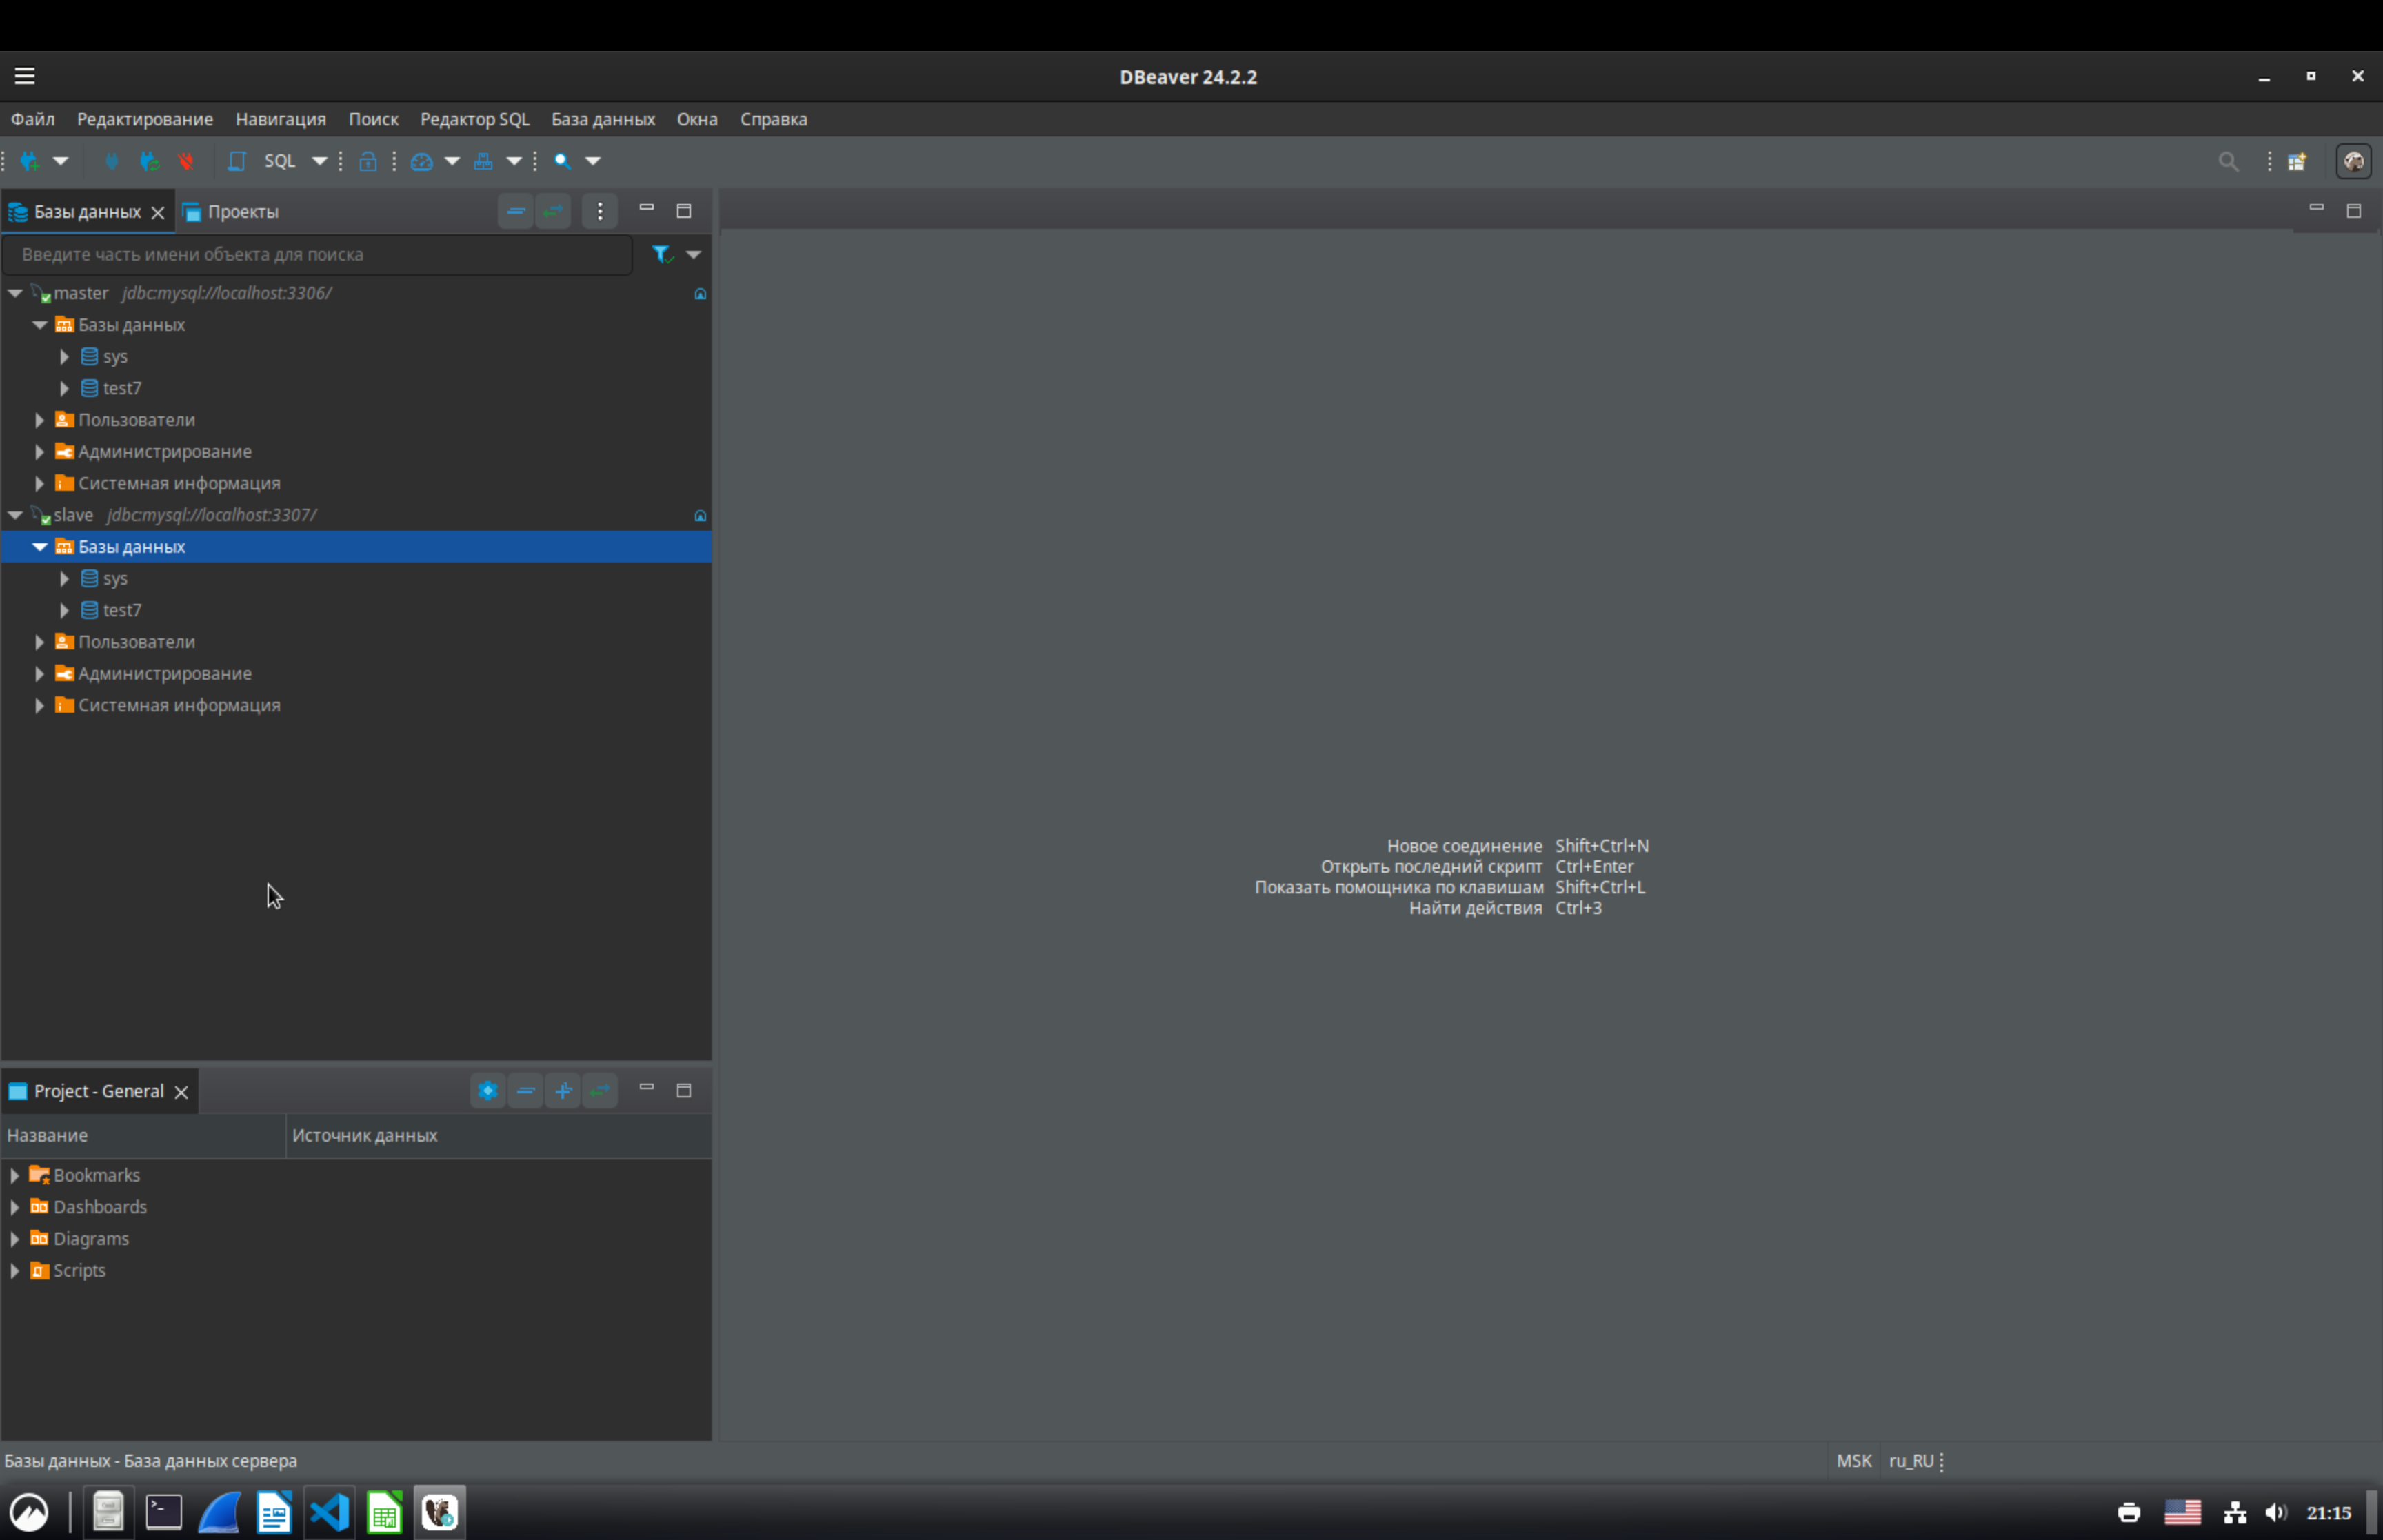 DBeaver 24.2.2
Файл Редактирование Навигация Поиск Редактор SQL База данных Окна Справка
SQL
Базы данных Проекты
Введите часть имени объекта для поиска
master jdbc:mysql://localhost:3306/
Базы данных
sys
test7
Пользователи
Администрирование
Системная информация
slave jdbc:mysql://localhost:3307/
Базы данных
sys
test7
Пользователи
Администрирование
Системная информация
Новое соединение Shift+Ctrl+N
Открыть последний скрипт Ctrl+Enter
Показать помощника по клавишам Shift+Ctrl+L
Найти действия Ctrl+3
Project - General
Название Источник данных
Bookmarks
Dashboards
Diagrams
Scripts
Базы данных - База данных сервера MSK ru_RU
21:15